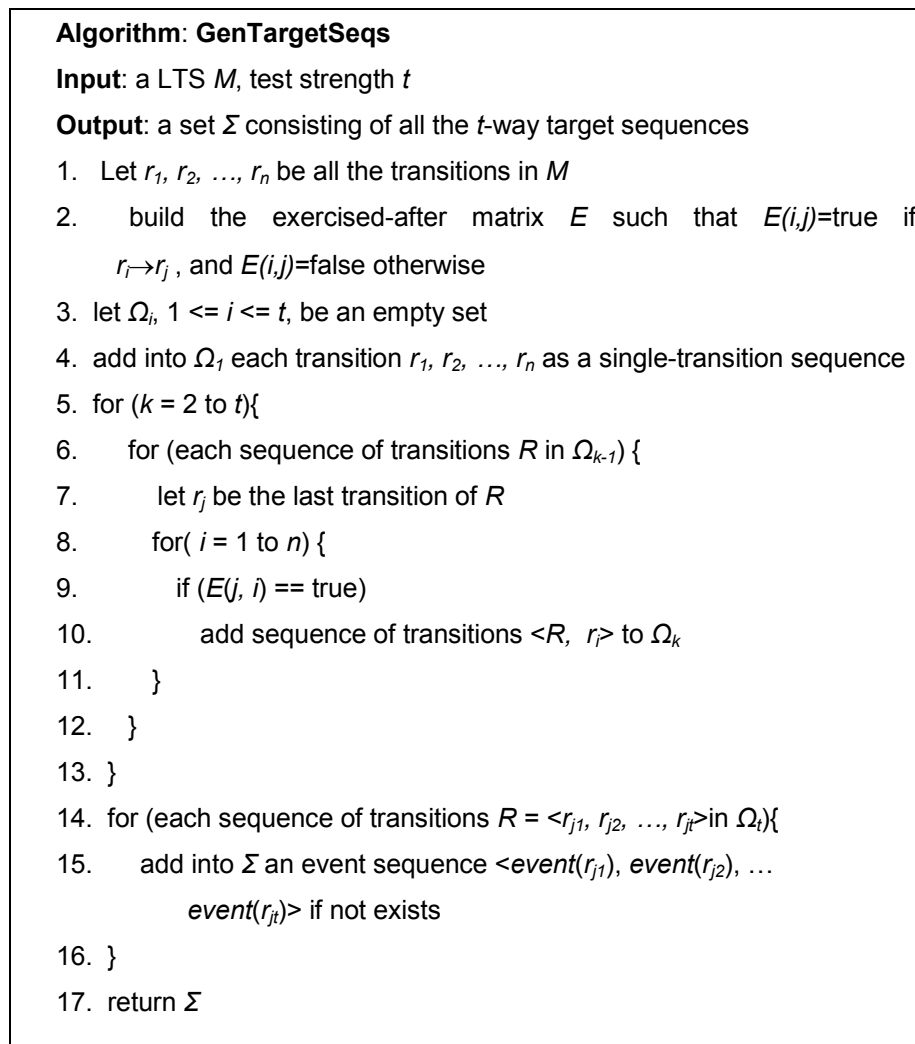 Algorithm: GenTargetSeqs
Input: a LTS M, test strength t
Output: a set Σ consisting of all the t-way target sequences
1. Let r1, r2, …, rn be all the transitions in M
2. build the exercised-after matrix E such that E(i,j)=true if
ri→rj , and E(i,j)=false otherwise
3. let Ωi, 1 <= i <= t, be an empty set
4. add into Ω1 each transition r1, r2, …, rn as a single-transition sequence
5. for (k = 2 to t){
6. for (each sequence of transitions R in Ωk-1) {
7. let rj be the last transition of R
8. for( i = 1 to n) {
9. if (E(j, i) == true)
10. add sequence of transitions <R, ri> to Ωk
11. }
12. }
13. }
14. for (each sequence of transitions R = <rj1, rj2, …, rjt>in Ωt){
15. add into Σ an event sequence <event(rj1), event(rj2), …
event(rjt)> if not exists
16. }
17. return Σ